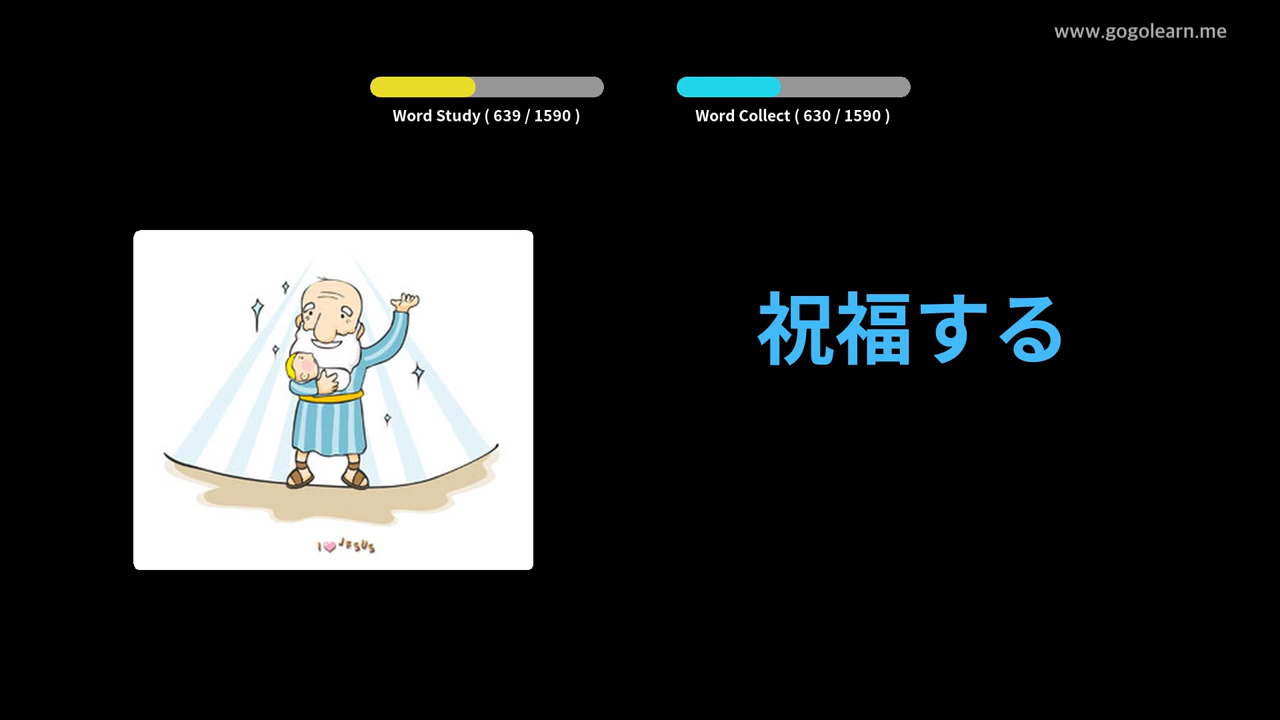 www.gogolearn.me
Word Study ( 639 / 1590 )
Word Collect ( 630 / 1590 )
祝福する
I JESUS